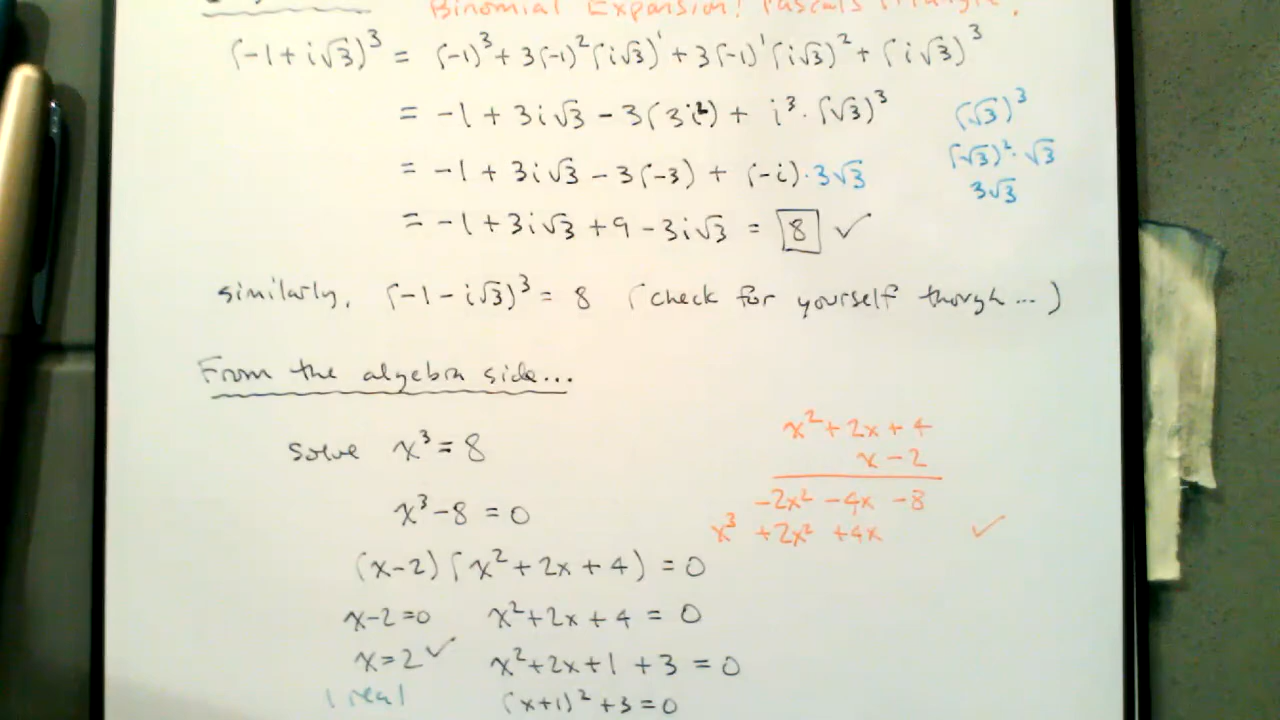 Binomial Expansion! Pascals Triangle.
(-1+i√3)³ = (-1)³+3(-1)²(i√3)¹+3(-1)¹(i√3)²+(i√3)³
= -1+3i√3-3(3i²)+ i³·(√3)³
(√3)³
= -1+3i√3-3(-3)+(-i)·3√3
(√3)²·√3
3√3
= -1+3i√3+9-3i√3 = 8 ✓
similarly, (-1-i√3)³= 8 (check for yourself though...)
From the algebra side...
solve x³=8
x³-8=0
(x-2)(x²+2x+4)=0
x-2=0 x²+2x+4=0
x=2✓ x²+2x+1+3=0
1 real (x+1)²+3=0
x²+2x+4
x-2
-2x² -4x -8
x³ +2x² +4x ✓